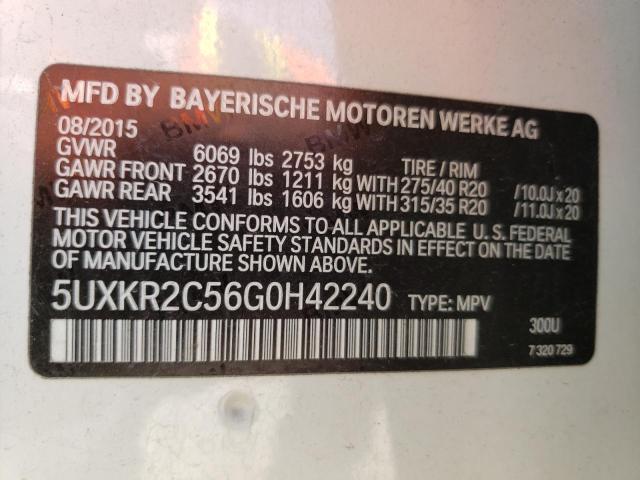 MFD BY BAYERISCHE MOTOREN WERKE AG
08/2015
GVWR 6069 lbs 2753 kg TIRE / RIM
GAWR FRONT 2670 lbs 1211 kg WITH 275/40 R20 /10.0J x 20
GAWR REAR 3541 lbs 1606 kg WITH 315/35 R20 /11.0J x 20
THIS VEHICLE CONFORMS TO ALL APPLICABLE U. S. FEDERAL
MOTOR VEHICLE SAFETY STANDARDS IN EFFECT ON THE DATE
OF MANUFACTURE SHOWN ABOVE.
5UXKR2C56G0H42240 TYPE: MPV
300U
7 320 729
BMW
BMW